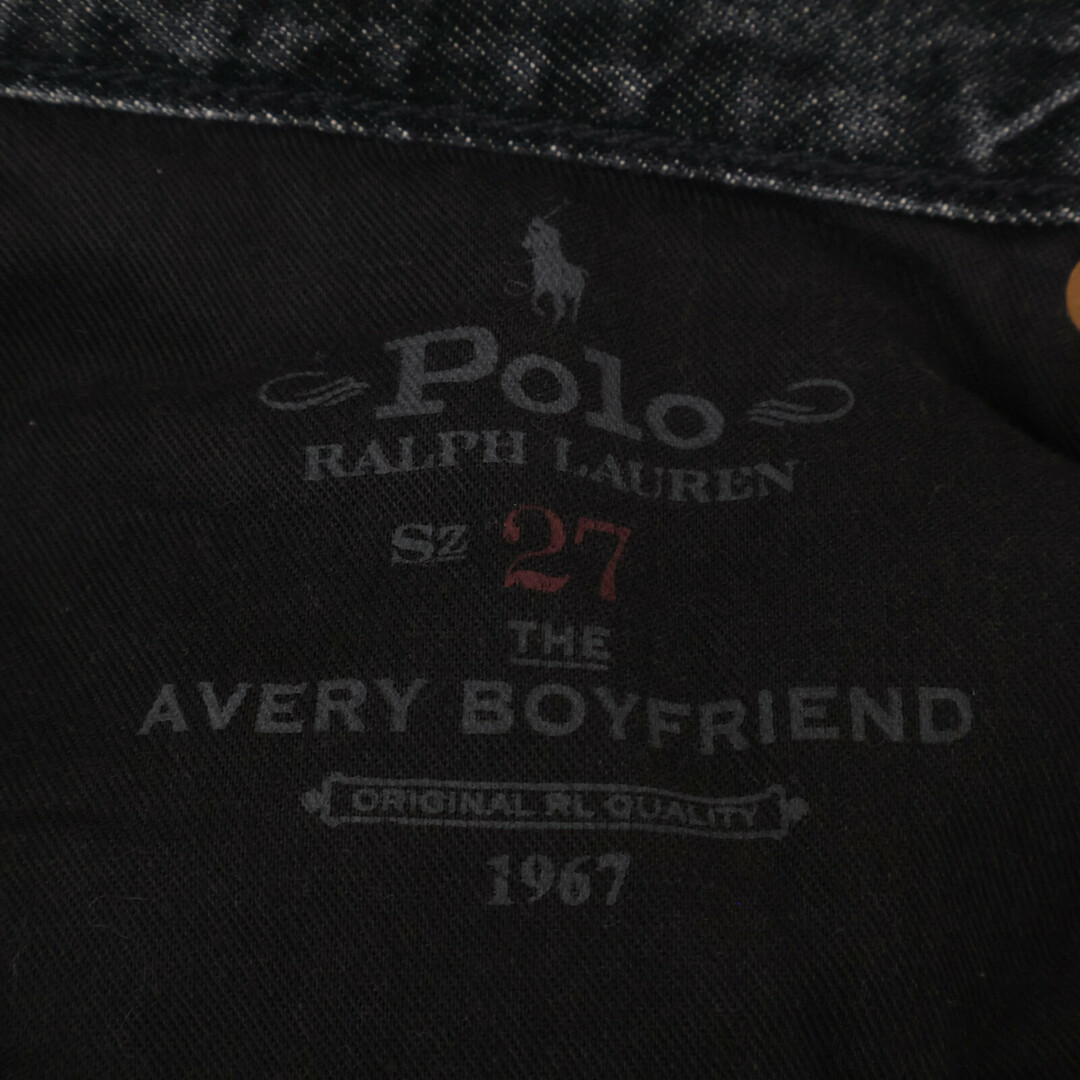 Polo
RALPH LAUREN
Sz 27
THE
AVERY BOYFRIEND
ORIGINAL RL QUALITY
1967